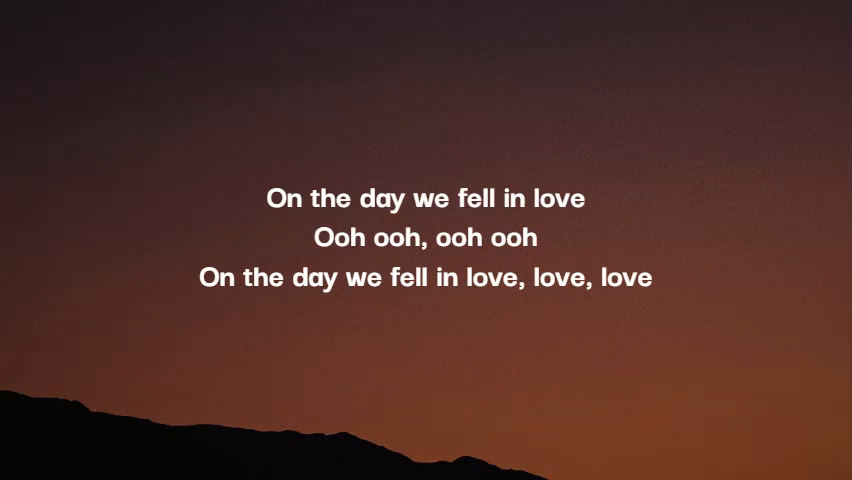 On the day we fell in love
Ooh ooh, ooh ooh
On the day we fell in love, love, love